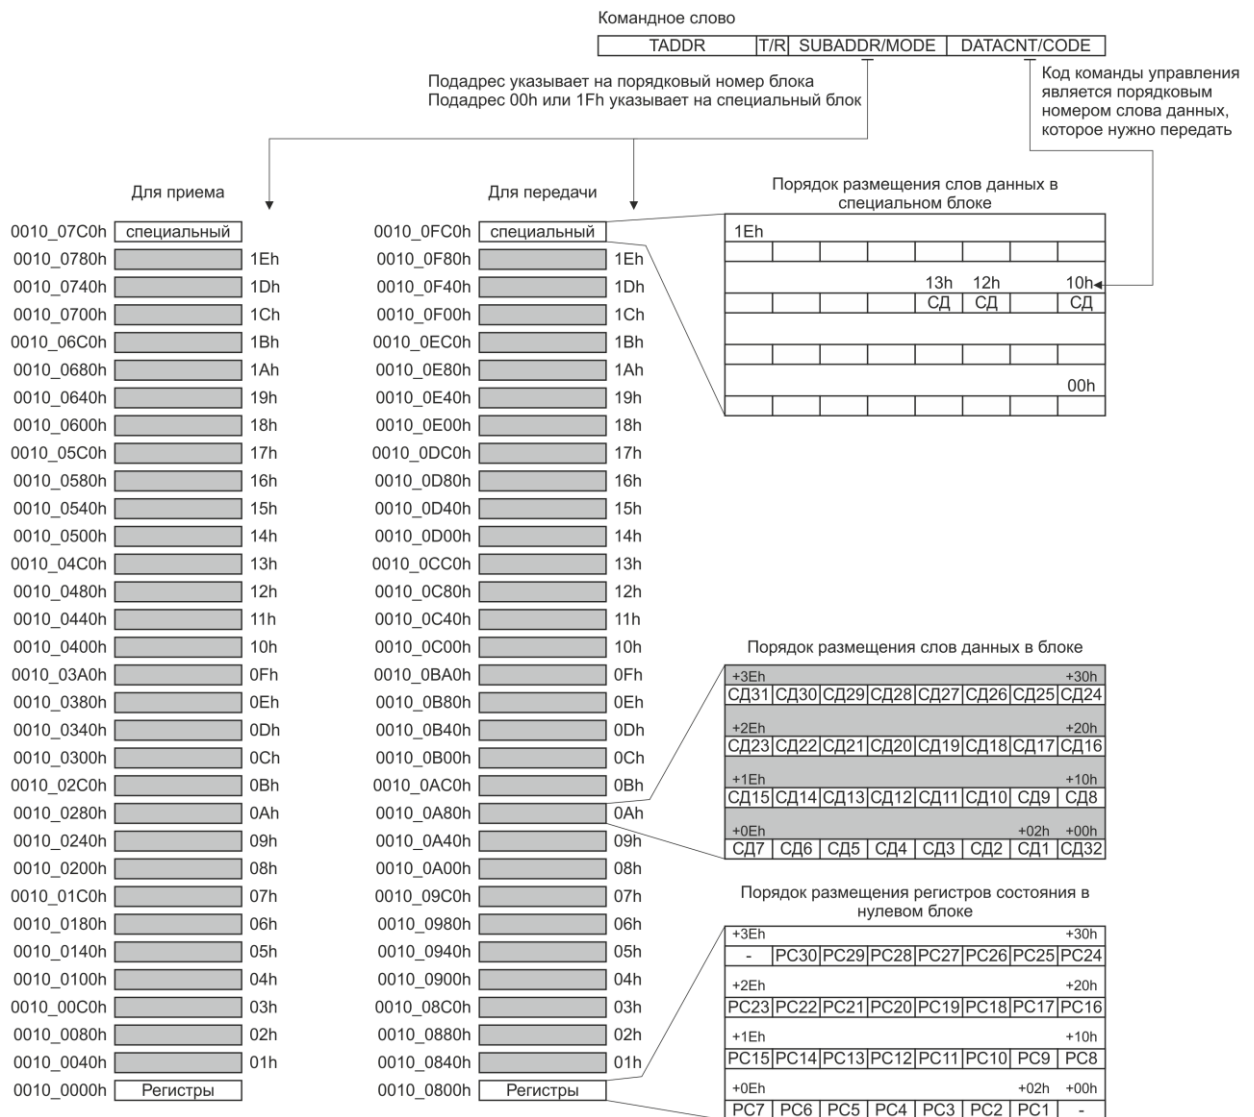 Командное слово
TADDR T/R SUBADDR/MODE DATACNT/CODE
Подадрес указывает на порядковый номер блока
Подадрес 00h или 1Fh указывает на специальный блок
Код команды управления
является порядковым
номером слова данных,
которое нужно передать
Для приема
0010_07C0h специальный
0010_0780h 1Eh
0010_0740h 1Dh
0010_0700h 1Ch
0010_06C0h 1Bh
0010_0680h 1Ah
0010_0640h 19h
0010_0600h 18h
0010_05C0h 17h
0010_0580h 16h
0010_0540h 15h
0010_0500h 14h
0010_04C0h 13h
0010_0480h 12h
0010_0440h 11h
0010_0400h 10h
0010_03A0h 0Fh
0010_0380h 0Eh
0010_0340h 0Dh
0010_0300h 0Ch
0010_02C0h 0Bh
0010_0280h 0Ah
0010_0240h 09h
0010_0200h 08h
0010_01C0h 07h
0010_0180h 06h
0010_0140h 05h
0010_0100h 04h
0010_00C0h 03h
0010_0080h 02h
0010_0040h 01h
0010_0000h Регистры
Для передачи
0010_0FC0h специальный
0010_0F80h 1Eh
0010_0F40h 1Dh
0010_0F00h 1Ch
0010_0EC0h 1Bh
0010_0E80h 1Ah
0010_0E40h 19h
0010_0E00h 18h
0010_0DC0h 17h
0010_0D80h 16h
0010_0D40h 15h
0010_0D00h 14h
0010_0CC0h 13h
0010_0C80h 12h
0010_0C40h 11h
0010_0C00h 10h
0010_0BA0h 0Fh
0010_0B80h 0Eh
0010_0B40h 0Dh
0010_0B00h 0Ch
0010_0AC0h 0Bh
0010_0A80h 0Ah
0010_0A40h 09h
0010_0A00h 08h
0010_09C0h 07h
0010_0980h 06h
0010_0940h 05h
0010_0900h 04h
0010_08C0h 03h
0010_0880h 02h
0010_0840h 01h
0010_0800h Регистры
Порядок размещения слов данных в
специальном блоке
1Eh
13h 12h 10h
СД СД СД
00h
Порядок размещения слов данных в блоке
+3Eh +30h
СД31 СД30 СД29 СД28 СД27 СД26 СД25 СД24
+2Eh +20h
СД23 СД22 СД21 СД20 СД19 СД18 СД17 СД16
+1Eh +10h
СД15 СД14 СД13 СД12 СД11 СД10 СД9 СД8
+0Eh +02h +00h
СД7 СД6 СД5 СД4 СД3 СД2 СД1 СД32
Порядок размещения регистров состояния в
нулевом блоке
+3Eh +30h
- РС30 РС29 РС28 РС27 РС26 РС25 РС24
+2Eh +20h
РС23 РС22 РС21 РС20 РС19 РС18 РС17 РС16
+1Eh +10h
РС15 РС14 РС13 РС12 РС11 РС10 РС9 РС8
+0Eh +02h +00h
РС7 РС6 РС5 РС4 РС3 РС2 РС1 -